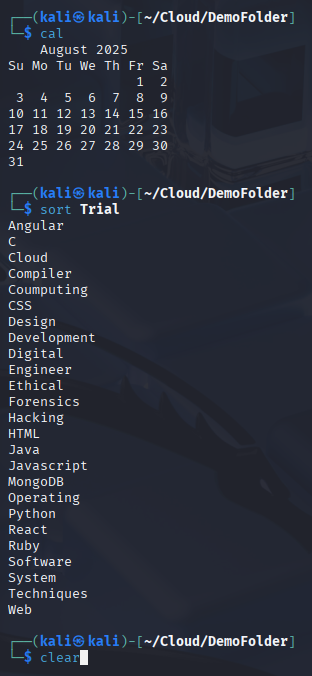 ┌──(kali㉿kali)-[~/Cloud/DemoFolder]
└─$ cal
    August 2025
Su Mo Tu We Th Fr Sa
                1  2
 3  4  5  6  7  8  9
10 11 12 13 14 15 16
17 18 19 20 21 22 23
24 25 26 27 28 29 30
31
┌──(kali㉿kali)-[~/Cloud/DemoFolder]
└─$ sort Trial
Angular
C
Cloud
Compiler
Coumputing
CSS
Design
Development
Digital
Engineer
Ethical
Forensics
Hacking
HTML
Java
Javascript
MongoDB
Operating
Python
React
Ruby
Software
System
Techniques
Web
┌──(kali㉿kali)-[~/Cloud/DemoFolder]
└─$ clear